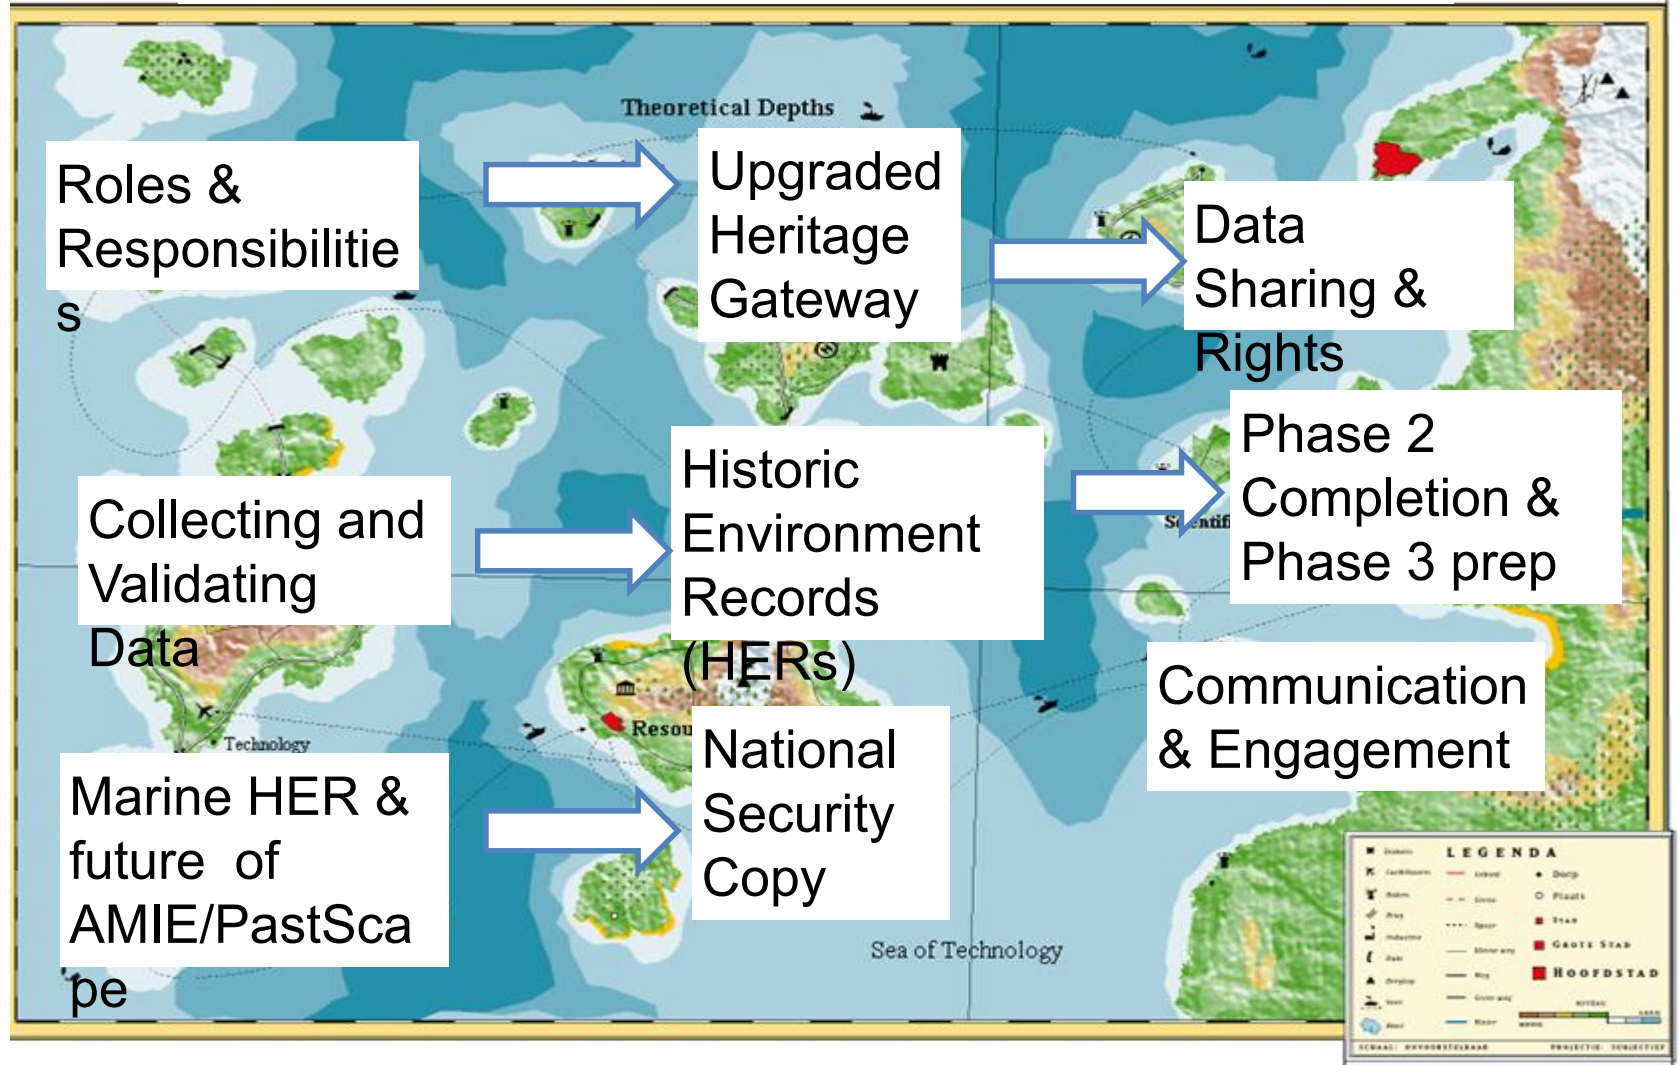 Theoretical Depths
Roles &
Responsibilitie
s
Upgraded
Heritage
Gateway
Data
Sharing &
Rights
Collecting and
Validating
Data
Historic
Environment
Records
(HERs)
Phase 2
Completion &
Phase 3 prep
Communication
& Engagement
Technology
Marine HER &
future of
AMIE/PastSca
pe
National
Security
Copy
Sea of Technology
LEGENDA
Dorp
Plaats
STAD
GROTE STAD
HOOFDSTAD